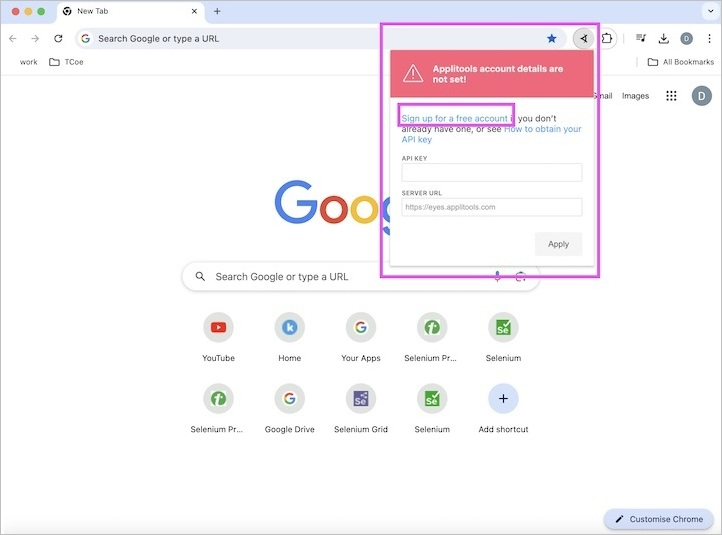 New Tab
Search Google or type a URL
D
work
TCoe
All Bookmarks
Applitools account details are
not set!
Gmail
Images
D
Sign up for a free account if you don't
already have one, or see How to obtain your
API key
API KEY
SERVER URL
https://eyes.applitools.com
Apply
Goog
Search Google or type a URL
YouTube
Home
Your Apps
Selenium Pr...
Selenium
Selenium Pr...
Google Drive
Selenium Grid
Selenium
Add shortcut
Customise Chrome